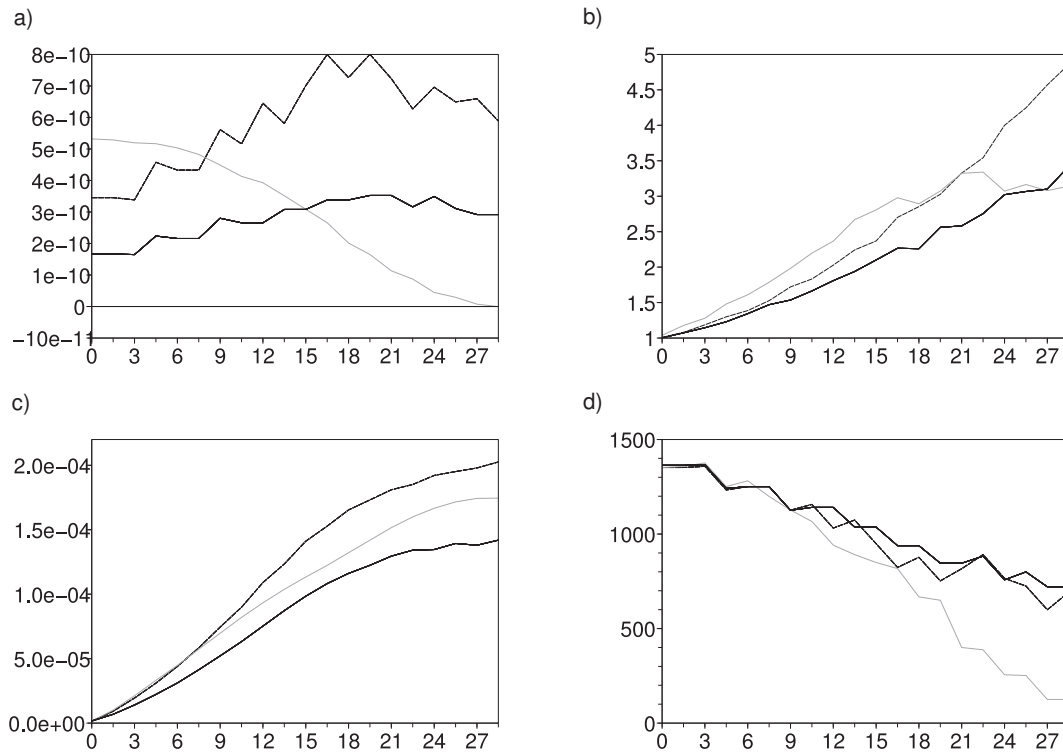 a)
8e−10
7e−10
6e−10
5e−10
4e−10
3e−10
2e−10
1e−10
0
−10e−11
0 3 6 9 12 15 18 21 24 27
b)
5
4.5
4
3.5
3
2.5
2
1.5
1
0 3 6 9 12 15 18 21 24 27
c)
2.0e−04
1.5e−04
1.0e−04
5.0e−05
0.0e+00
0 3 6 9 12 15 18 21 24 27
d)
1500
1000
500
0
0 3 6 9 12 15 18 21 24 27